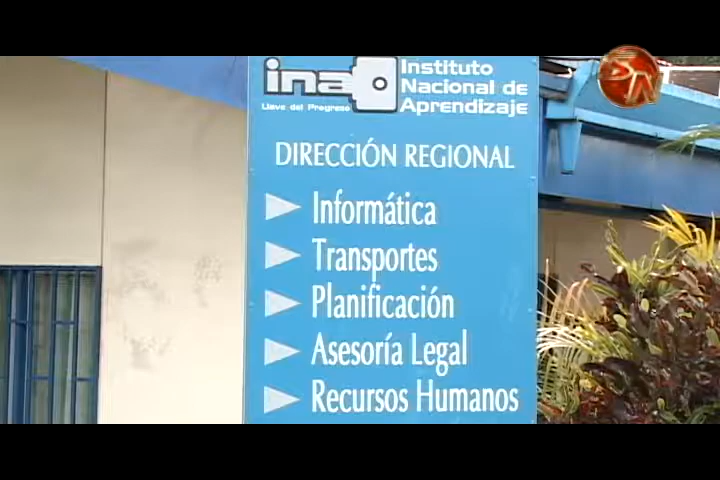 ina
Llave del Progreso
Instituto
Nacional de
Aprendizaje
DIRECCIÓN REGIONAL
Informática
Transportes
Planificación
Asesoría Legal
Recursos Humanos